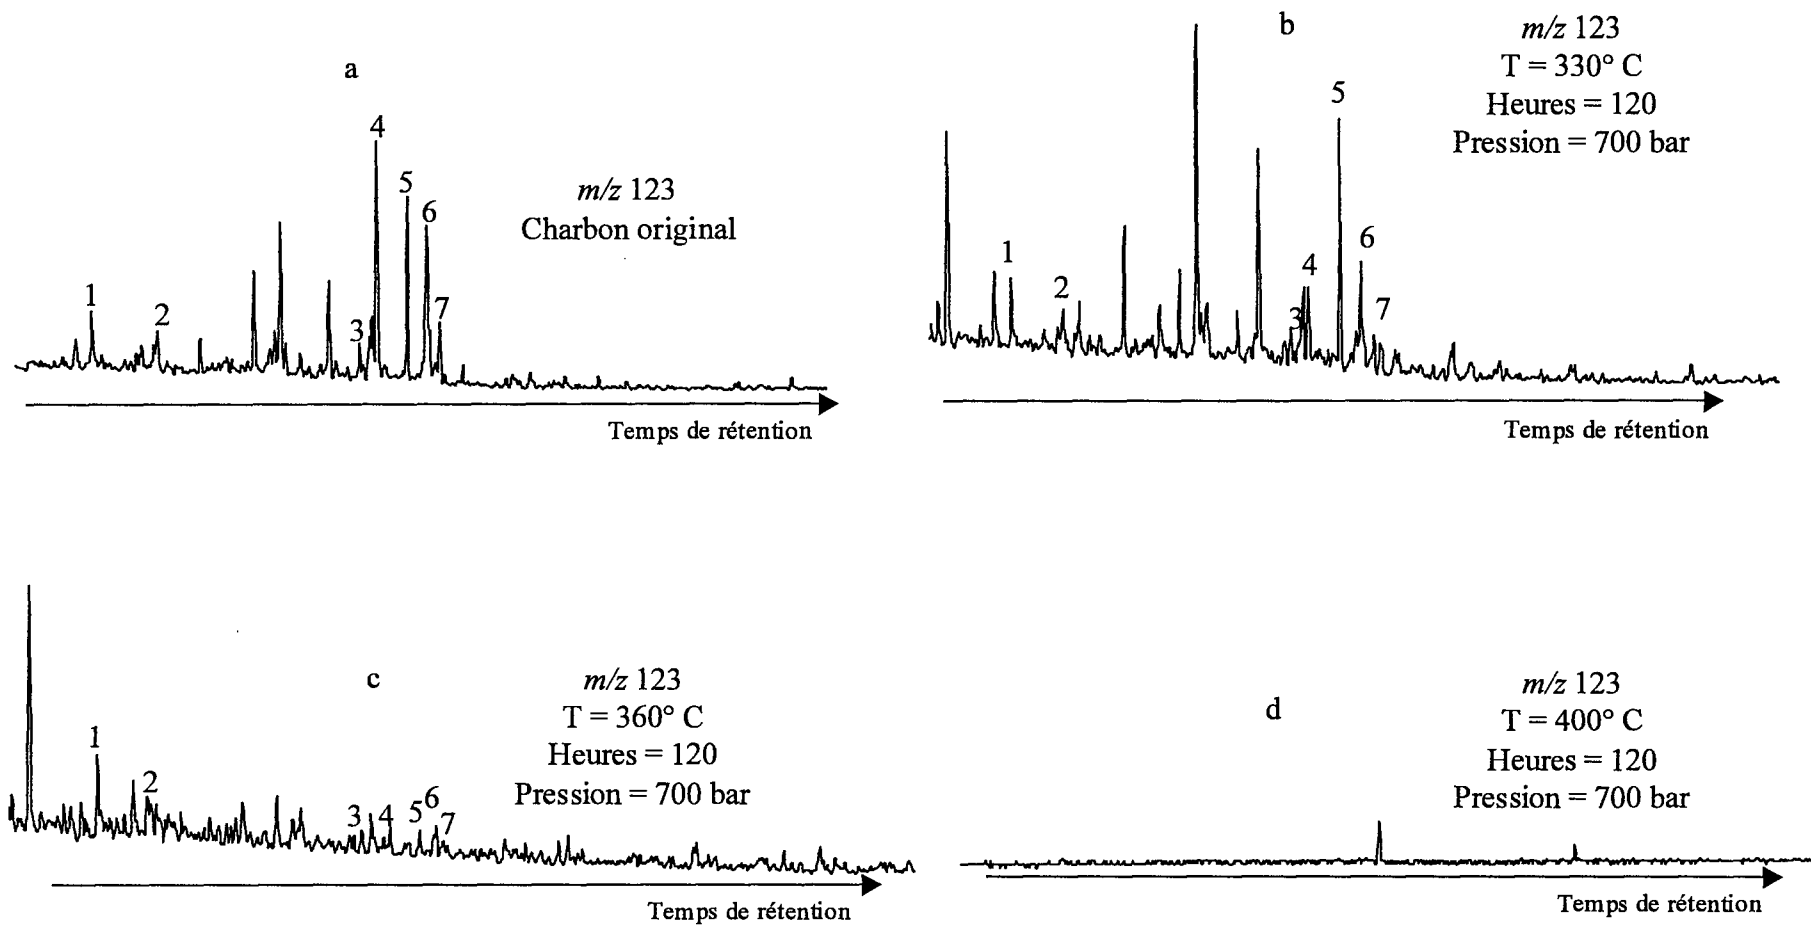 a
4
5
6
1
2
3
7
m/z 123
Charbon original
Temps de rétention
b
m/z 123
T = 330° C
Heures = 120
Pression = 700 bar
5
1
2
4
6
3
7
Temps de rétention
c
m/z 123
T = 360° C
Heures = 120
Pression = 700 bar
1
2
3
4
5
6
7
Temps de rétention
d
m/z 123
T = 400° C
Heures = 120
Pression = 700 bar
Temps de rétention